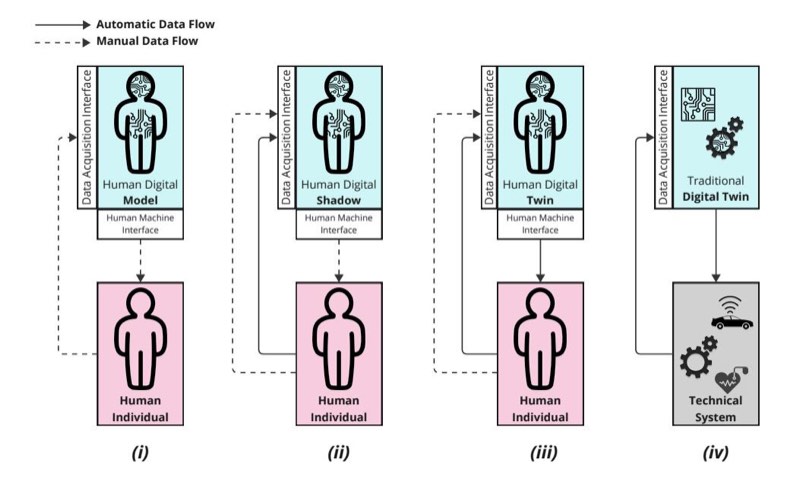 Automatic Data Flow
Manual Data Flow
Data Acquisition Interface
Human Digital
Model
Human Machine
Interface
Human
Individual
(i)
Data Acquisition Interface
Human Digital
Shadow
Human Machine
Interface
Human
Individual
(ii)
Data Acquisition Interface
Human Digital
Twin
Human Machine
Interface
Human
Individual
(iii)
Data Acquisition Interface
Traditional
Digital Twin
Technical
System
(iv)